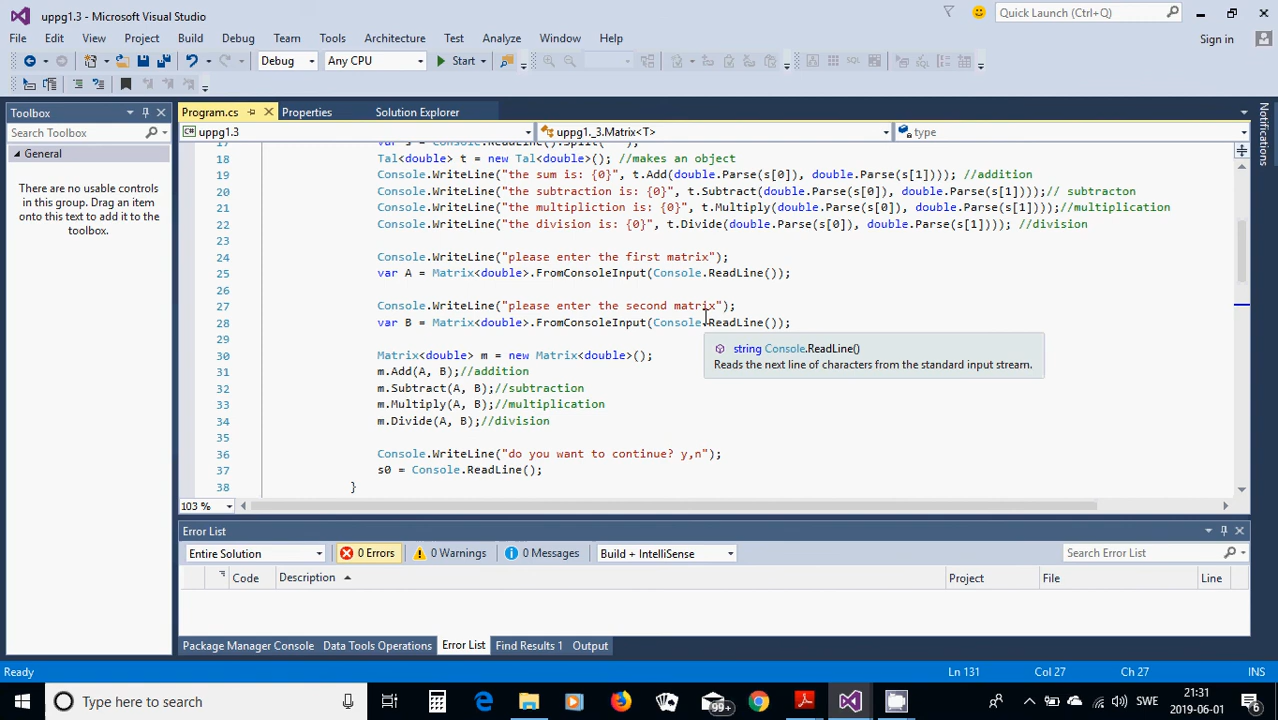 uppg1.3 - Microsoft Visual Studio
Quick Launch (Ctrl+Q)
File Edit View Project Build Debug Team Tools Architecture Test Analyze Window Help
Sign in
Debug Any CPU Start
Toolbox
Search Toolbox
General
There are no usable controls
in this group. Drag an item
onto this text to add it to the
toolbox.
Program.cs Properties Solution Explorer
uppg1.3 uppg1._3.Matrix<T> type
18 Tal<double> t = new Tal<double>(); //makes an object
19 Console.WriteLine("the sum is: {0}", t.Add(double.Parse(s[0]), double.Parse(s[1]))); //addition
20 Console.WriteLine("the subtraction is: {0}", t.Subtract(double.Parse(s[0]), double.Parse(s[1])));// subtracton
21 Console.WriteLine("the multipliction is: {0}", t.Multiply(double.Parse(s[0]), double.Parse(s[1])));//multiplication
22 Console.WriteLine("the division is: {0}", t.Divide(double.Parse(s[0]), double.Parse(s[1]))); //division
23
24 Console.WriteLine("please enter the first matrix");
25 var A = Matrix<double>.FromConsoleInput(Console.ReadLine());
26
27 Console.WriteLine("please enter the second matrix");
28 var B = Matrix<double>.FromConsoleInput(Console.ReadLine());
29
string Console.ReadLine()
Reads the next line of characters from the standard input stream.
30 Matrix<double> m = new Matrix<double>();
31 m.Add(A, B);//addition
32 m.Subtract(A, B);//subtraction
33 m.Multiply(A, B);//multiplication
34 m.Divide(A, B);//division
35
36 Console.WriteLine("do you want to continue? y,n");
37 s0 = Console.ReadLine();
38 }
103 %
Notifications
Error List
Entire Solution 0 Errors 0 Warnings 0 Messages Build + IntelliSense Search Error List
Code Description Project File Line
Package Manager Console Data Tools Operations Error List Find Results 1 Output
Ready Ln 131 Col 27 Ch 27 INS
Type here to search
99+
SWE
21:31
2019-06-01
6